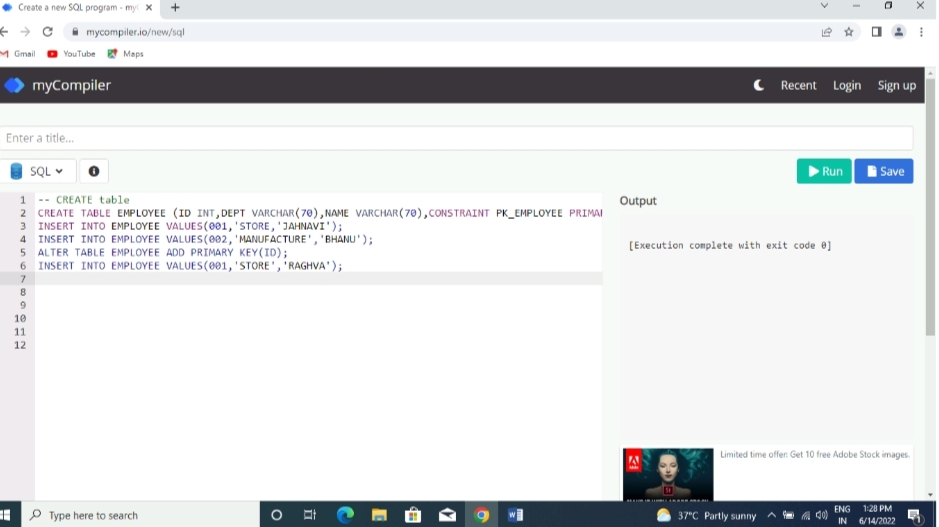 Create a new SQL program - my
mycompiler.io/new/sql
Gmail
YouTube
Maps
myCompiler
Recent
Login
Sign up
Enter a title...
SQL
Run
Save
1 -- CREATE table
2 CREATE TABLE EMPLOYEE (ID INT,DEPT VARCHAR(70),NAME VARCHAR(70),CONSTRAINT PK_EMPLOYEE PRIMAI
3 INSERT INTO EMPLOYEE VALUES(001,'STORE,'JAHNAVI');
4 INSERT INTO EMPLOYEE VALUES(002,'MANUFACTURE','BHANU');
5 ALTER TABLE EMPLOYEE ADD PRIMARY KEY(ID);
6 INSERT INTO EMPLOYEE VALUES(001,'STORE','RAGHVA');
7
8
9
10
11
12
Output
[Execution complete with exit code 0]
Limited time offer: Get 10 free Adobe Stock images.
Type here to search
37°C Partly sunny
ENG
IN
1:28 PM
6/14/2022
1